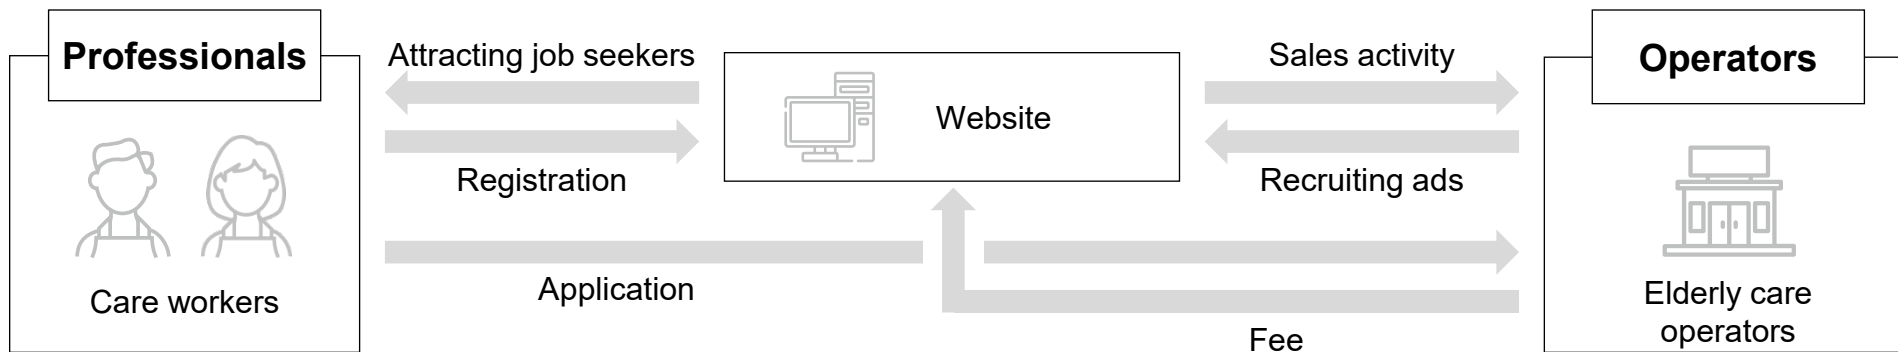 Professionals
Attracting job seekers
Sales activity
Operators
Website
Registration
Recruiting ads
Application
Care workers
Elderly care
operators
Fee